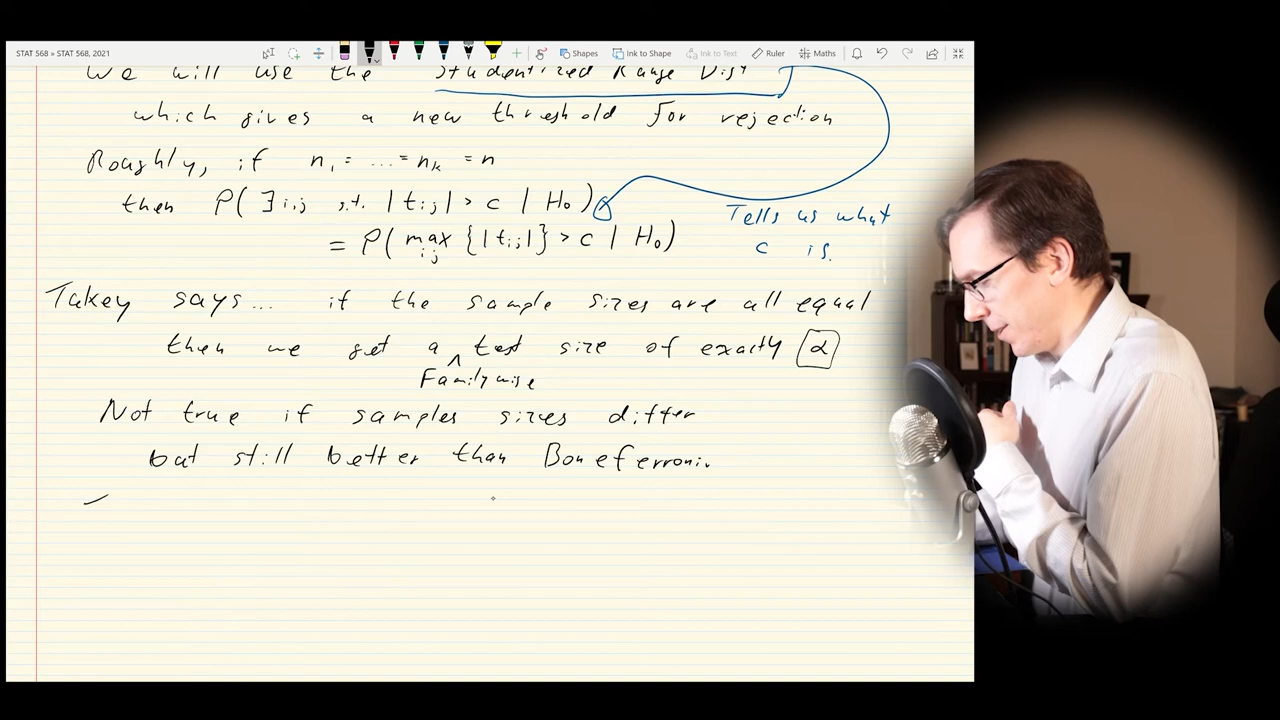 STAT 568 » STAT 568, 2021
Shapes
Ink to Shape
Ink to Text
Ruler
Maths
We will use the Studentized Range Dist
which gives a new threshold for rejection
Roughly, if n₁ = ... = nₖ = n
then P( ∃ i,j s.t. |tᵢⱼ| > c | H₀ )
= P( max {|tᵢⱼ|} > c | H₀ )
i,j
Tells us what
c is.
Tukey says... if the sample sizes are all equal
then we get a ^ test size of exactly α
Familywise
Not true if samples sizes differ
but still better than Boneferroni.